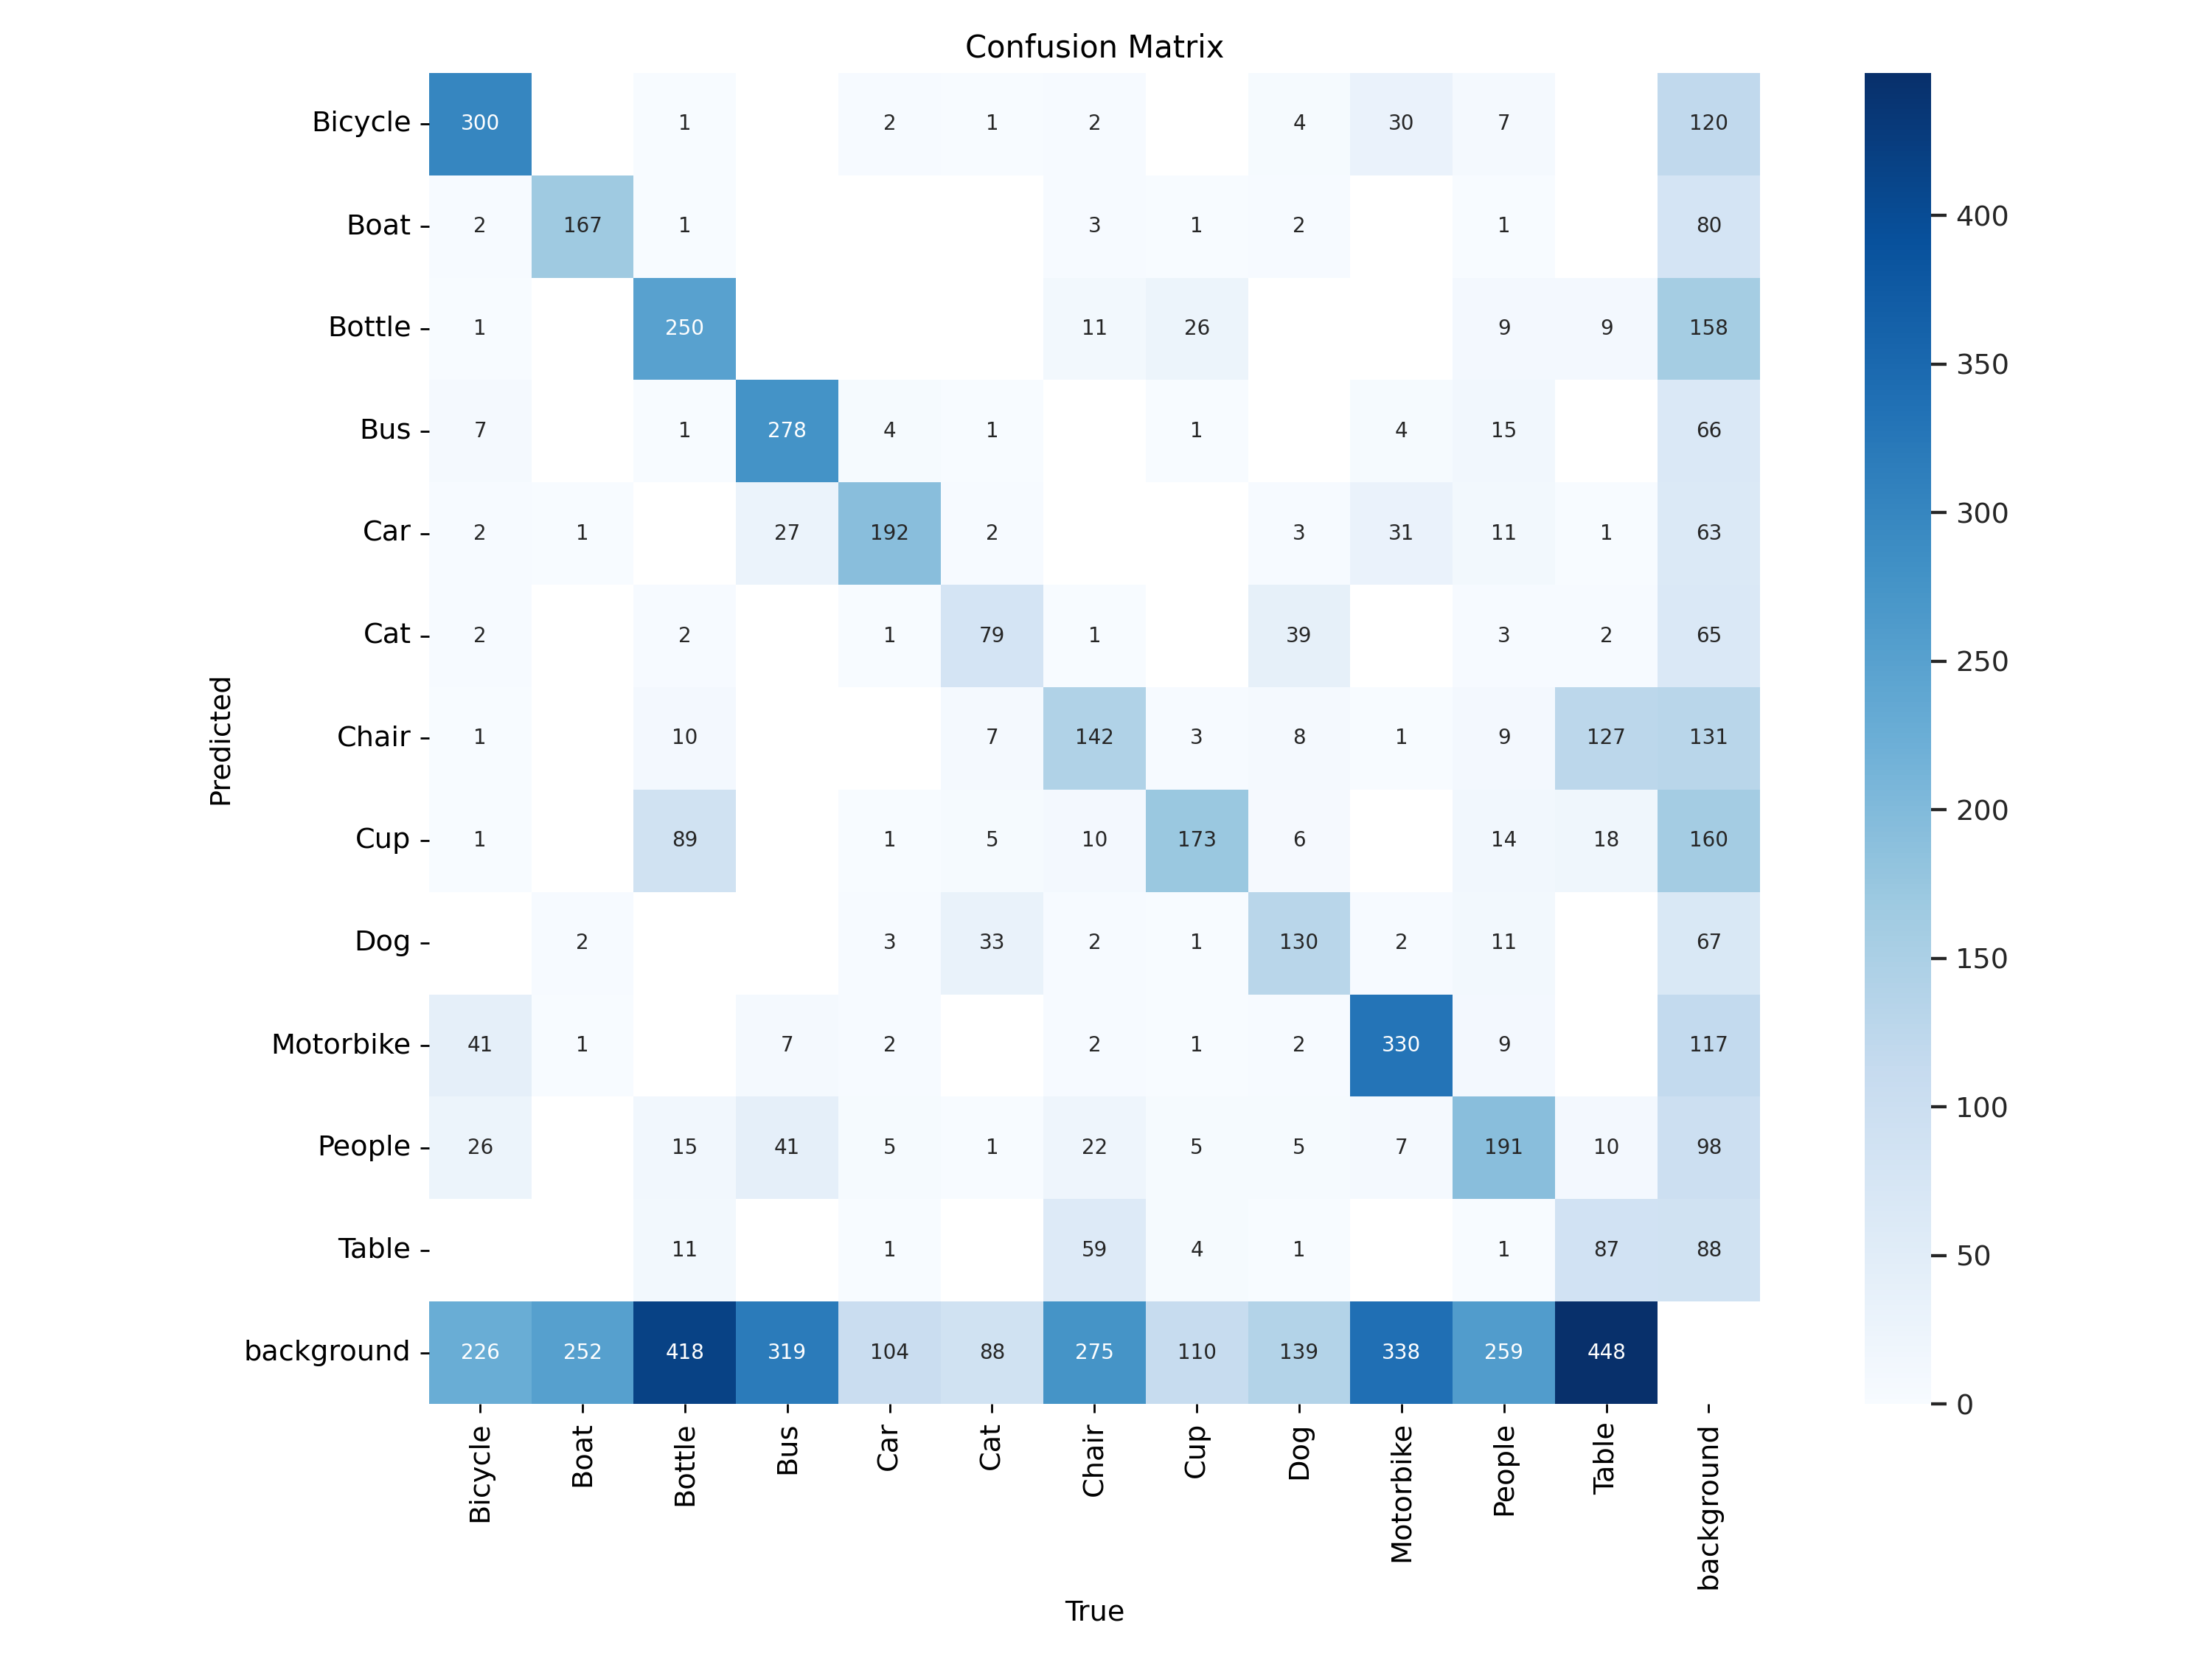 Confusion Matrix
Bicycle 300 1 2 1 2 4 30 7 120
Boat 2 167 1 3 1 2 1 80
400
Bottle 1 250 11 26 9 9 158
350
Bus 7 1 278 4 1 1 4 15 66
300
Car 2 1 27 192 2 3 31 11 1 63
Cat 2 2 1 79 1 39 3 2 65
250
Predicted
Chair 1 10 7 142 3 8 1 9 127 131
200
Cup 1 89 1 5 10 173 6 14 18 160
Dog 2 3 33 2 1 130 2 11 67
150
Motorbike 41 1 7 2 2 1 2 330 9 117
100
People 26 15 41 5 1 22 5 5 7 191 10 98
Table 11 1 59 4 1 1 87 88
50
background 226 252 418 319 104 88 275 110 139 338 259 448
0
Bicycle Boat Bottle Bus Car Cat Chair Cup Dog Motorbike People Table background
True